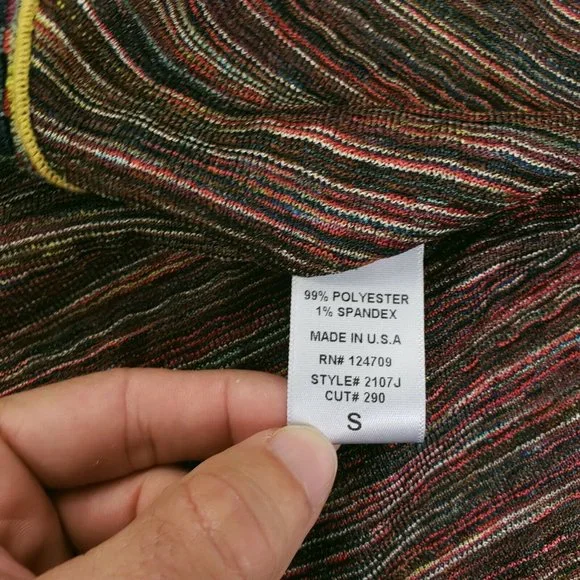 99% POLYESTER
1% SPANDEX
MADE IN U.S.A
RN# 124709
STYLE# 2107J
CUT# 290
S